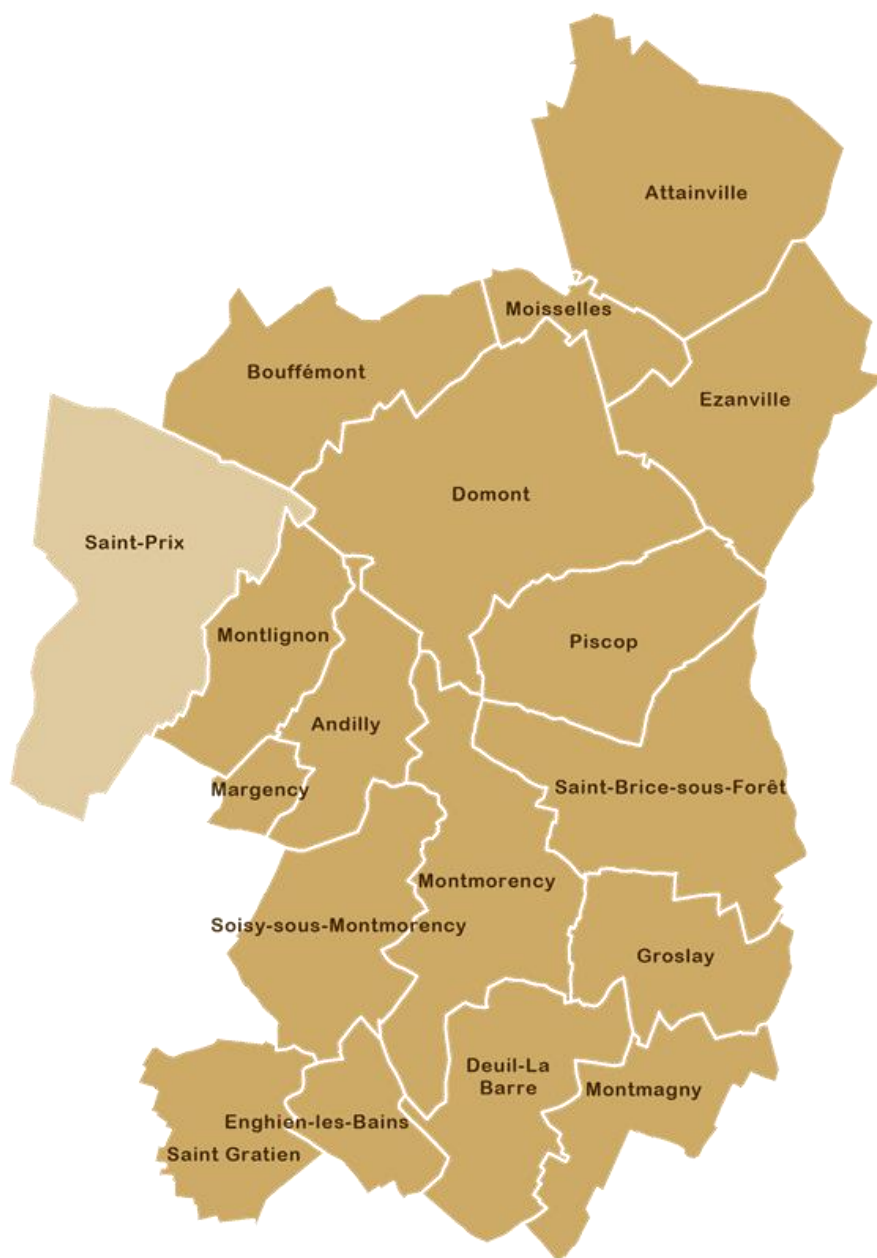 Attainville
Moisselles
Bouffémont
Ezanville
Domont
Saint-Prix
Montlignon
Piscop
Andilly
Margency
Saint-Brice-sous-Forêt
Montmorency
Soisy-sous-Montmorency
Groslay
Deuil-La
Barre
Montmagny
Enghien-les-Bains
Saint Gratien